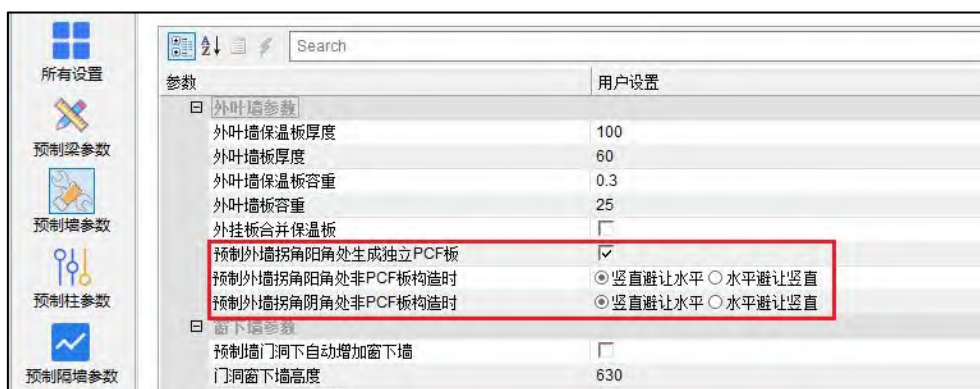 Search
参数 用户设置
外叶墙参数
外叶墙保温板厚度 100
外叶墙板厚度 60
外叶墙保温板容重 0.3
外叶墙板容重 25
外挂板合并保温板
预制外墙拐角阳角处生成独立PCF板
预制外墙拐角阳角处非PCF板构造时 竖直避让水平 水平避让竖直
预制外墙拐角阴角处非PCF板构造时 竖直避让水平 水平避让竖直
窗下墙参数
预制墙门洞下自动增加窗下墙
门洞窗下墙高度 630
所有设置
预制梁参数
预制墙参数
预制柱参数
预制隔墙参数